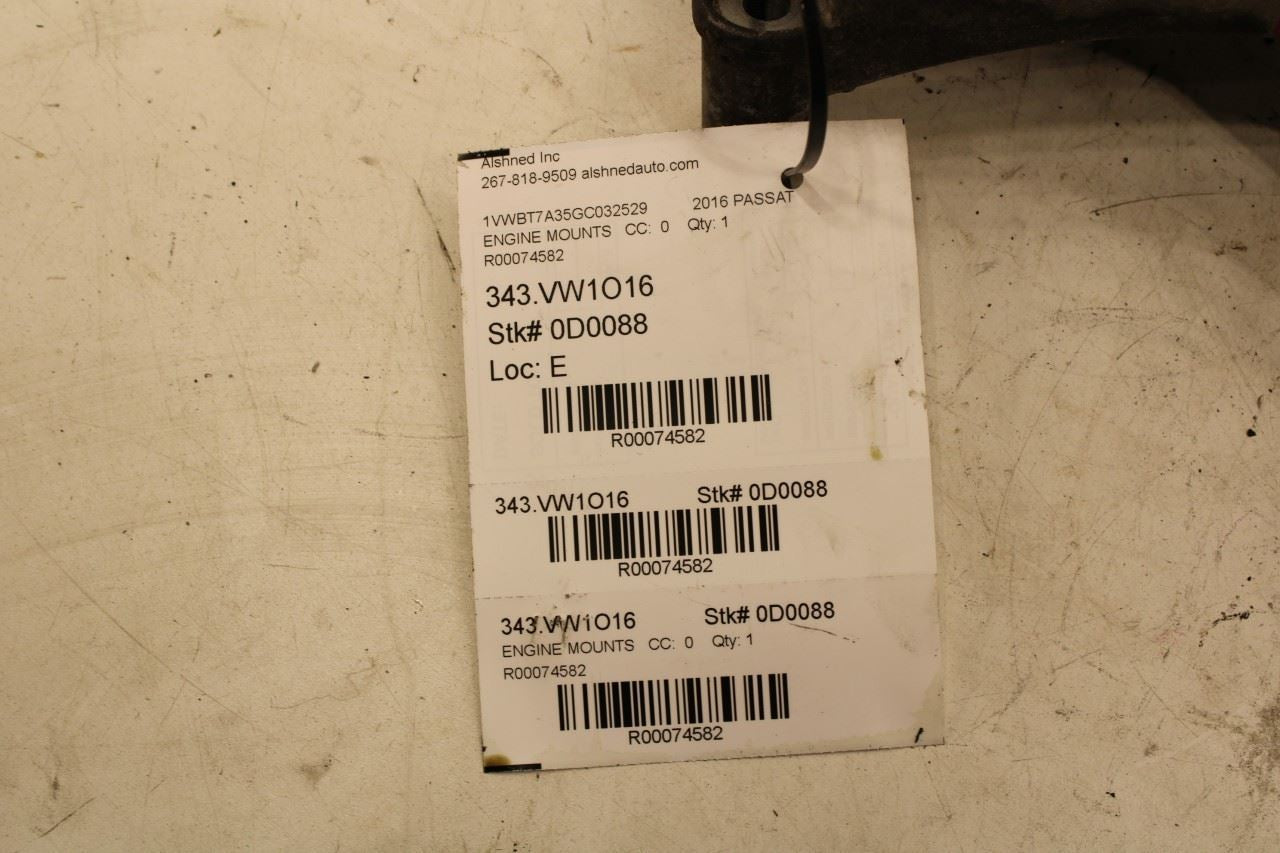 Alshned Inc
267-818-9509 alshnedauto.com
1VWBT7A35GC032529 2016 PASSAT
ENGINE MOUNTS CC: 0 Qty: 1
R00074582
343.VW1O16
Stk# 0D0088
Loc: E
R00074582
343.VW1O16 Stk# 0D0088
R00074582
343.VW1O16 Stk# 0D0088
ENGINE MOUNTS CC: 0 Qty: 1
R00074582
R00074582